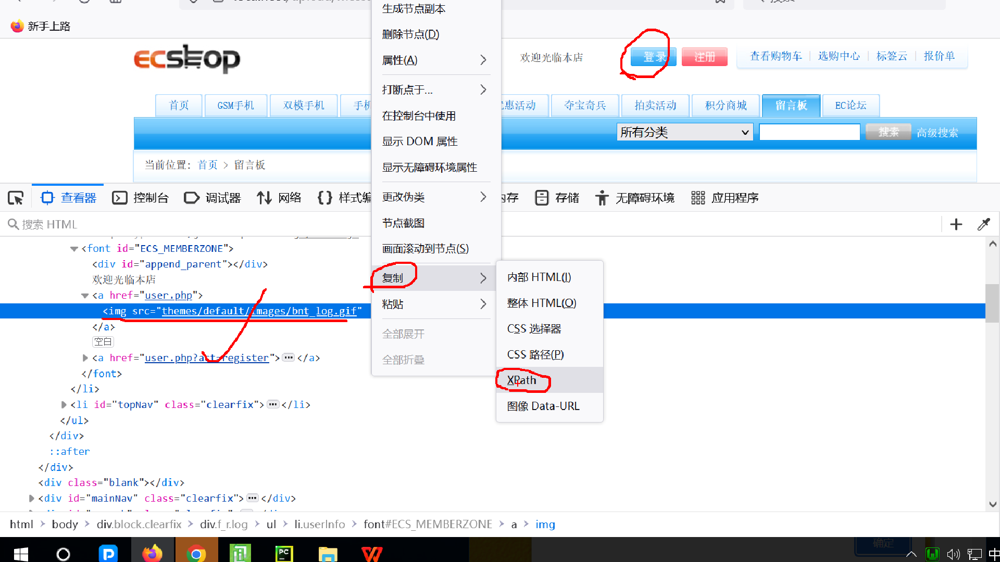 生成节点副本
新手上路
删除节点(D)
ecshop
欢迎光临本店
登录
注册
查看购物车
选购中心
标签云
报价单
属性(A)
打断点于...
首页
GSM手机
双模手机
手机
惠活动
夺宝奇兵
拍卖活动
积分商城
留言板
EC论坛
在控制台中使用
所有分类
搜索
高级搜索
显示 DOM 属性
当前位置: 首页 > 留言板
显示无障碍环境属性
查看器
控制台
调试器
网络
样式编
更改伪类
内存
存储
无障碍环境
应用程序
搜索 HTML
节点截图
<font id="ECS_MEMBERZONE">
画面滚动到节点(S)
<div id="append_parent"></div>
欢迎光临本店
复制
内部 HTML(I)
<a href="user.php">
粘贴
整体 HTML(O)
<img src="themes/default/images/bnt_log.gif"
</a>
全部展开
CSS 选择器
空白
<a href="user.php?act=register">···</a>
全部折叠
CSS 路径(P)
</font>
XPath
</li>
<li id="topNav" class="clearfix">···</li>
图像 Data-URL
</ul>
</div>
::after
</div>
<div class="blank"></div>
<div id="mainNav" class="clearfix">···</div>
html > body > div.block.clearfix > div.f_r.log > ul > li.userInfo > font#ECS_MEMBERZONE > a > img
确定
PC
中